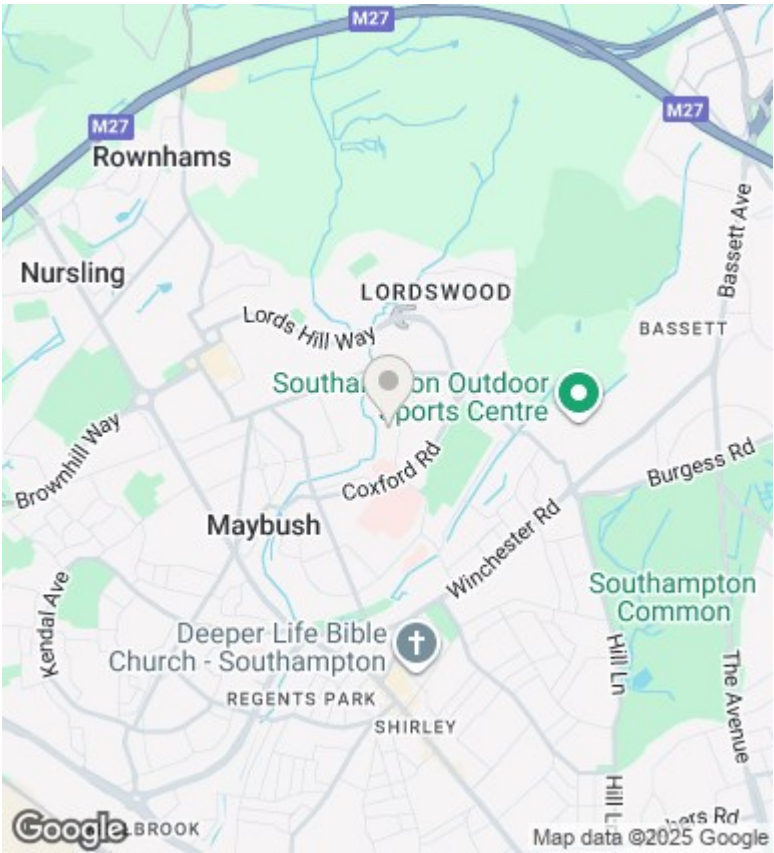 M27
M27
M27
Rownhams
Nursling
Bassett Ave
LORDSWOOD
Lords Hill Way
BASSETT
Outdoor
Sports Centre
Brownhill Way
Coxford Rd
Burgess Rd
Maybush
Winchester Rd
Kendal Ave
Southampton
Common
Deeper Life Bible
Church - Southampton
Hill Ln
The Avenue
REGENTS PARK
SHIRLEY
Hill
Rd
Google
Map data ©2025 Google